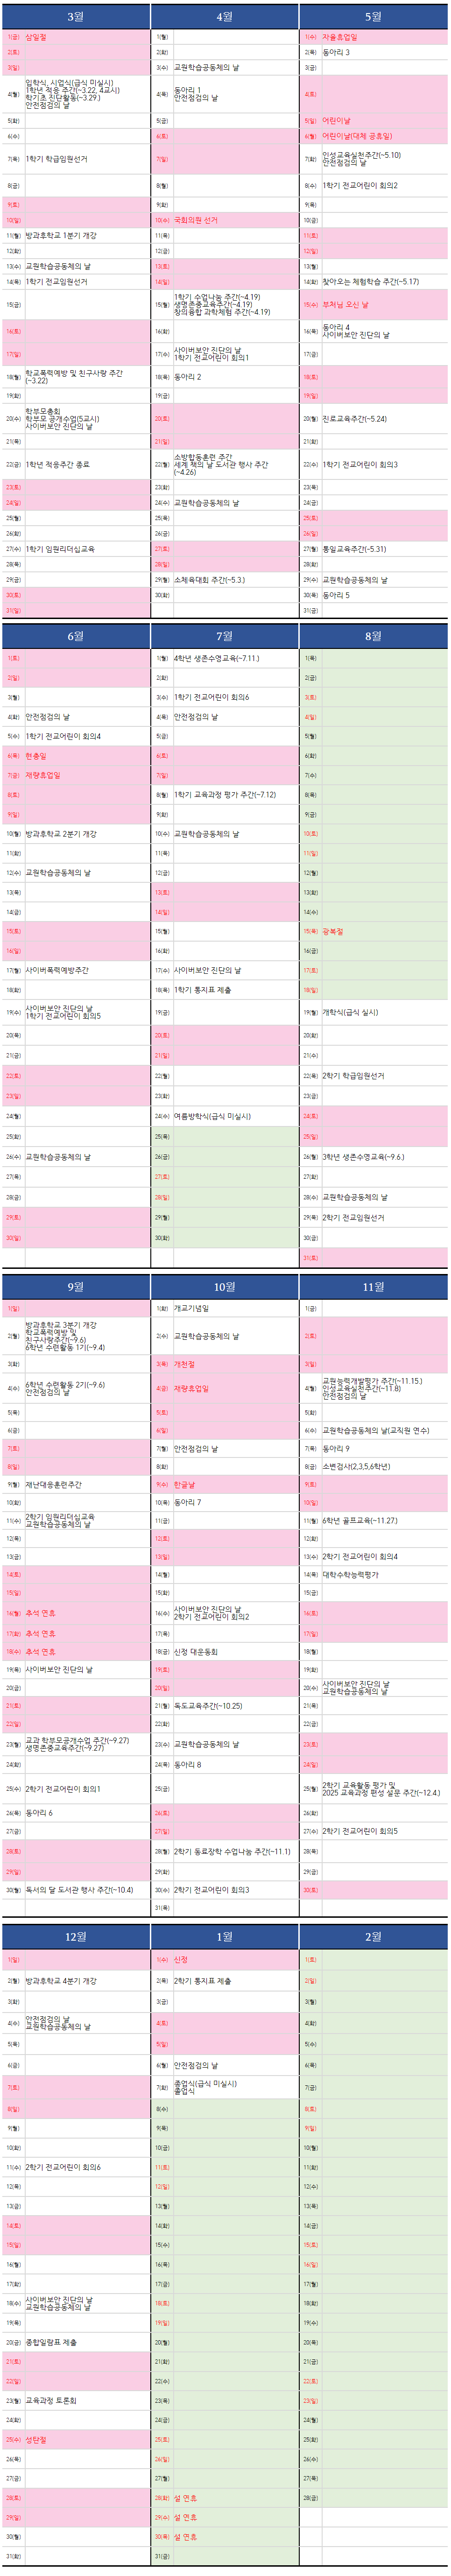 3월
1(금) 삼일절
2(토)
3(일)
4(월) 입학식, 시업식(급식 미실시)
1학년 적응 주간(~3.22, 4교시)
학기초 진단활동(~3.29.)
안전점검의 날
5(화)
6(수)
7(목) 1학기 학급임원선거
8(금)
9(토)
10(일)
11(월) 방과후학교 1분기 개강
12(화)
13(수) 교원학습공동체의 날
14(목) 1학기 전교임원선거
15(금)
16(토)
17(일)
18(월) 학교폭력예방 및 친구사랑 주간
(~3.22)
19(화)
20(수) 학부모총회
학부모 공개수업(5교시)
사이버보안 진단의 날
21(목)
22(금) 1학년 적응주간 종료
23(토)
24(일)
25(월)
26(화)
27(수) 1학기 임원리더십교육
28(목)
29(금)
30(토)
31(일)
4월
1(월)
2(화)
3(수) 교원학습공동체의 날
4(목) 동아리 1
안전점검의 날
5(금)
6(토)
7(일)
8(월)
9(화)
10(수) 국회의원 선거
11(목)
12(금)
13(토)
14(일)
15(월) 1학기 수업나눔 주간(~4.19)
생명존중교육주간(~4.19)
창의융합 과학체험 주간(~4.19)
16(화)
17(수) 사이버보안 진단의 날
1학기 전교어린이 회의1
18(목) 동아리 2
19(금)
20(토)
21(일)
22(월) 소방합동훈련 주간
세계 책의 날 도서관 행사 주간
(~4.26)
23(화)
24(수) 교원학습공동체의 날
25(목)
26(금)
27(토)
28(일)
29(월) 소체육대회 주간(~5.3.)
30(화)
5월
1(수) 자율휴업일
2(목) 동아리 3
3(금)
4(토)
5(일) 어린이날
6(월) 어린이날(대체 공휴일)
7(화) 인성교육실천주간(~5.10)
안전점검의 날
8(수) 1학기 전교어린이 회의2
9(목)
10(금)
11(토)
12(일)
13(월)
14(화) 찾아오는 체험학습 주간(~5.17)
15(수) 부처님 오신 날
16(목) 동아리 4
사이버보안 진단의 날
17(금)
18(토)
19(일)
20(월) 진로교육주간(~5.24)
21(화)
22(수) 1학기 전교어린이 회의3
23(목)
24(금)
25(토)
26(일)
27(월) 통일교육주간(~5.31)
28(화)
29(수) 교원학습공동체의 날
30(목) 동아리 5
31(금)
6월
1(토)
2(일)
3(월)
4(화) 안전점검의 날
5(수) 1학기 전교어린이 회의4
6(목) 현충일
7(금) 재량휴업일
8(토)
9(일)
10(월) 방과후학교 2분기 개강
11(화)
12(수) 교원학습공동체의 날
13(목)
14(금)
15(토)
16(일)
17(월) 사이버폭력예방주간
18(화)
19(수) 사이버보안 진단의 날
1학기 전교어린이 회의5
20(목)
21(금)
22(토)
23(일)
24(월)
25(화)
26(수) 교원학습공동체의 날
27(목)
28(금)
29(토)
30(일)
7월
1(월) 4학년 생존수영교육(~7.11.)
2(화)
3(수) 1학기 전교어린이 회의6
4(목) 안전점검의 날
5(금)
6(토)
7(일)
8(월) 1학기 교육과정 평가 주간(~7.12)
9(화)
10(수) 교원학습공동체의 날
11(목)
12(금)
13(토)
14(일)
15(월)
16(화)
17(수) 사이버보안 진단의 날
18(목) 1학기 통지표 제출
19(금)
20(토)
21(일)
22(월)
23(화)
24(수) 여름방학식(급식 미실시)
25(목)
26(금)
27(토)
28(일)
29(월)
30(화)
8월
1(목)
2(금)
3(토)
4(일)
5(월)
6(화)
7(수)
8(목)
9(금)
10(토)
11(일)
12(월)
13(화)
14(수)
15(목) 광복절
16(금)
17(토)
18(일)
19(월) 개학식(급식 실시)
20(화)
21(수)
22(목) 2학기 학급임원선거
23(금)
24(토)
25(일)
26(월) 3학년 생존수영교육(~9.6.)
27(화)
28(수) 교원학습공동체의 날
29(목) 2학기 전교임원선거
30(금)
31(토)
9월
1(일)
2(월) 방과후학교 3분기 개강
학교폭력예방 및
친구사랑주간(~9.6)
6학년 수련활동 1기(~9.4)
3(화)
4(수) 6학년 수련활동 2기(~9.6)
안전점검의 날
5(목)
6(금)
7(토)
8(일)
9(월) 재난대응훈련주간
10(화)
11(수) 2학기 임원리더십교육
교원학습공동체의 날
12(목)
13(금)
14(토)
15(일)
16(월) 추석 연휴
17(화) 추석 연휴
18(수) 추석 연휴
19(목) 사이버보안 진단의 날
20(금)
21(토)
22(일)
23(월) 교과 학부모공개수업 주간(~9.27)
생명존중교육주간(~9.27)
24(화)
25(수) 2학기 전교어린이 회의1
26(목) 동아리 6
27(금)
28(토)
29(일)
30(월) 독서의 달 도서관 행사 주간(~10.4)
10월
1(화) 개교기념일
2(수) 교원학습공동체의 날
3(목) 개천절
4(금) 재량휴업일
5(토)
6(일)
7(월) 안전점검의 날
8(화)
9(수) 한글날
10(목) 동아리 7
11(금)
12(토)
13(일)
14(월)
15(화)
16(수) 사이버보안 진단의 날
2학기 전교어린이 회의2
17(목)
18(금) 신정 대운동회
19(토)
20(일)
21(월) 독도교육주간(~10.25)
22(화)
23(수) 교원학습공동체의 날
24(목) 동아리 8
25(금)
26(토)
27(일)
28(월) 2학기 동료장학 수업나눔 주간(~11.1)
29(화)
30(수) 2학기 전교어린이 회의3
31(목)
11월
1(금)
2(토)
3(일)
4(월) 교원능력개발평가 주간(~11.15.)
인성교육실천주간(~11.8)
안전점검의 날
5(화)
6(수) 교원학습공동체의 날(교직원 연수)
7(목) 동아리 9
8(금) 소변검사(2,3,5,6학년)
9(토)
10(일)
11(월) 6학년 골프교육(~11.27.)
12(화)
13(수) 2학기 전교어린이 회의4
14(목) 대학수학능력평가
15(금)
16(토)
17(일)
18(월)
19(화)
20(수) 사이버보안 진단의 날
교원학습공동체의 날
21(목)
22(금)
23(토)
24(일)
25(월) 2학기 교육활동 평가 및
2025 교육과정 편성 설문 주간(~12.4.)
26(화)
27(수) 2학기 전교어린이 회의5
28(목)
29(금)
30(토)
12월
1(일)
2(월) 방과후학교 4분기 개강
3(화)
4(수) 안전점검의 날
교원학습공동체의 날
5(목)
6(금)
7(토)
8(일)
9(월)
10(화)
11(수) 2학기 전교어린이 회의6
12(목)
13(금)
14(토)
15(일)
16(월)
17(화)
18(수) 사이버보안 진단의 날
교원학습공동체의 날
19(목)
20(금) 종합일람표 제출
21(토)
22(일)
23(월) 교육과정 토론회
24(화)
25(수) 성탄절
26(목)
27(금)
28(토)
29(일)
30(월)
31(화)
1월
1(수) 신정
2(목) 2학기 통지표 제출
3(금)
4(토)
5(일)
6(월) 안전점검의 날
7(화) 종업식(급식 미실시)
졸업식
8(수)
9(목)
10(금)
11(토)
12(일)
13(월)
14(화)
15(수)
16(목)
17(금)
18(토)
19(일)
20(월)
21(화)
22(수)
23(목)
24(금)
25(토)
26(일)
27(월)
28(화) 설 연휴
29(수) 설 연휴
30(목) 설 연휴
31(금)
2월
1(토)
2(일)
3(월)
4(화)
5(수)
6(목)
7(금)
8(토)
9(일)
10(월)
11(화)
12(수)
13(목)
14(금)
15(토)
16(일)
17(월)
18(화)
19(수)
20(목)
21(금)
22(토)
23(일)
24(월)
25(화)
26(수)
27(목)
28(금)